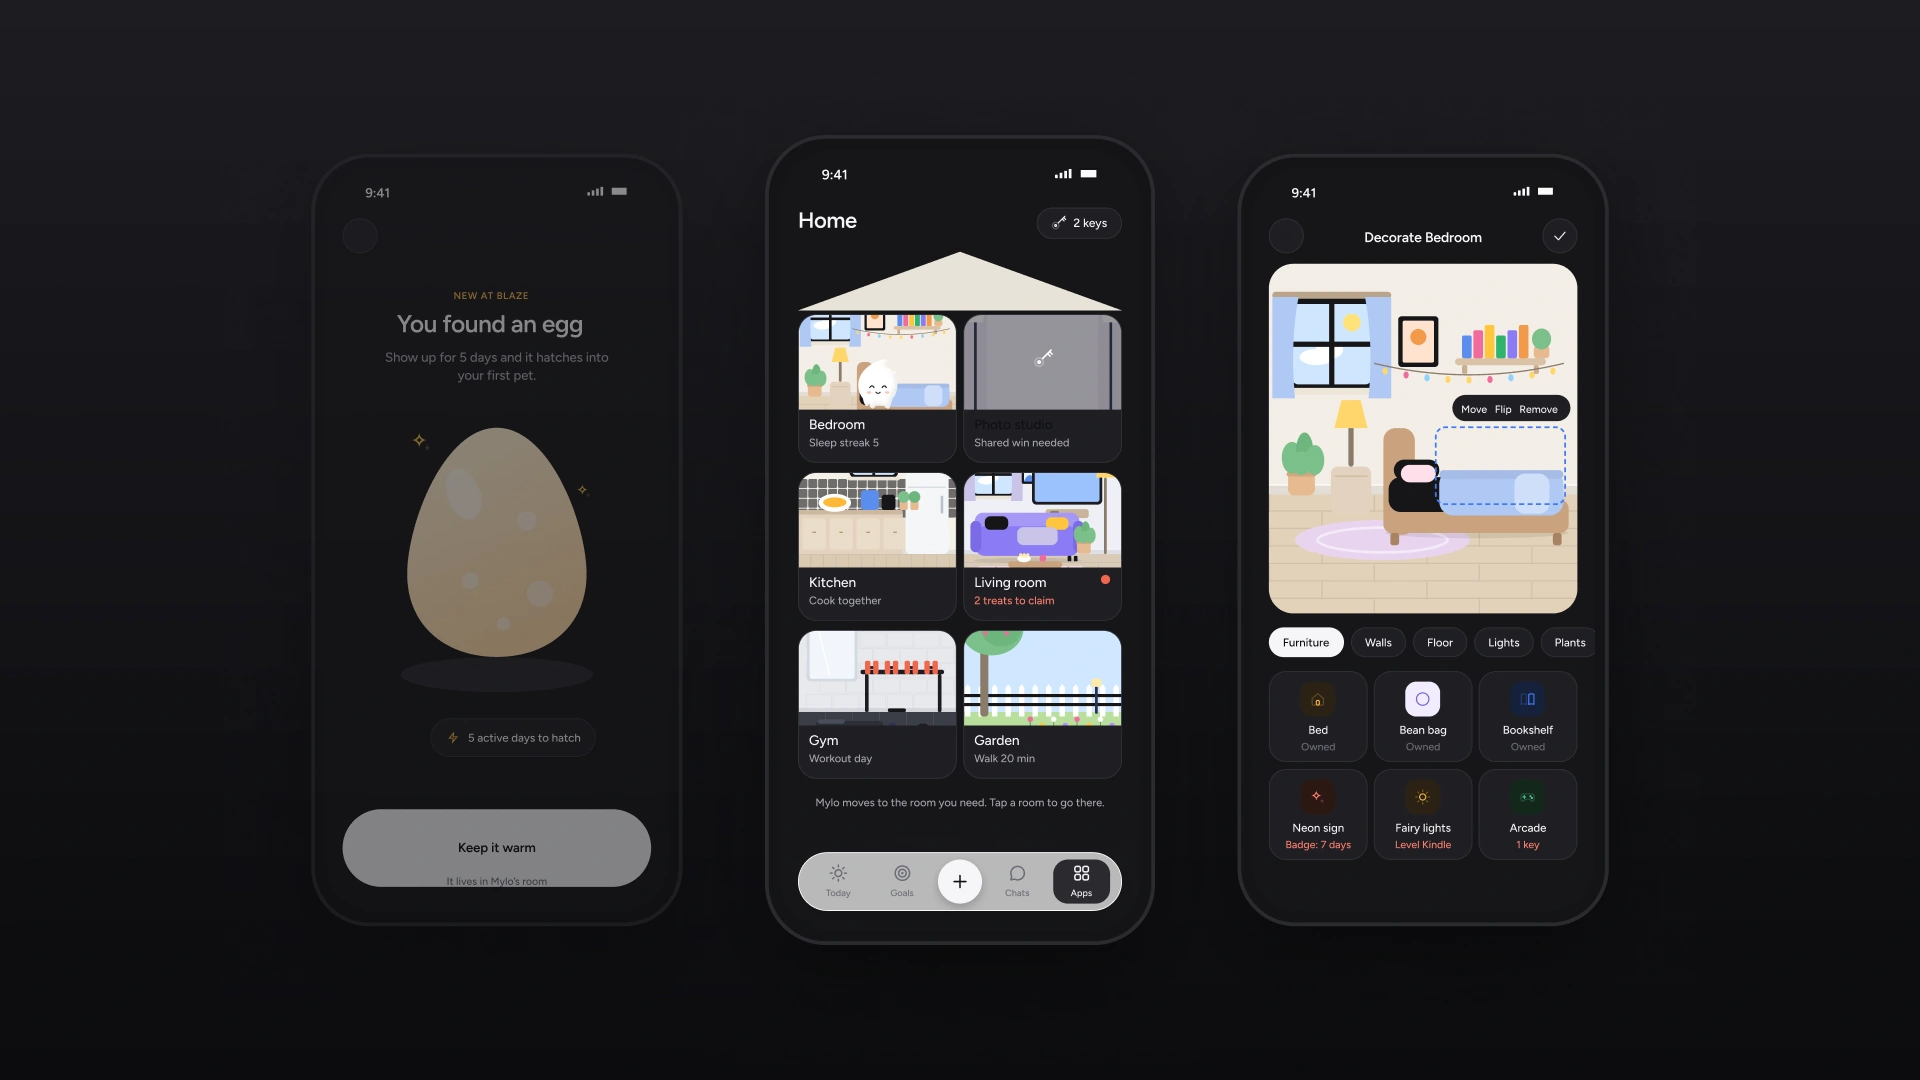 9:41
NEW AT BLAZE
You found an egg
Show up for 5 days and it hatches into
your first pet.
5 active days to hatch
Keep it warm
It lives in Mylo's room
9:41
Home
2 keys
Bedroom
Sleep streak 5
Photo studio
Shared win needed
Kitchen
Cook together
Living room
2 treats to claim
Gym
Workout day
Garden
Walk 20 min
Mylo moves to the room you need. Tap a room to go there.
Today
Goals
Chats
Apps
9:41
Decorate Bedroom
Move Flip Remove
Furniture
Walls
Floor
Lights
Plants
Bed
Owned
Bean bag
Owned
Bookshelf
Owned
Neon sign
Badge: 7 days
Fairy lights
Level Kindle
Arcade
1 key